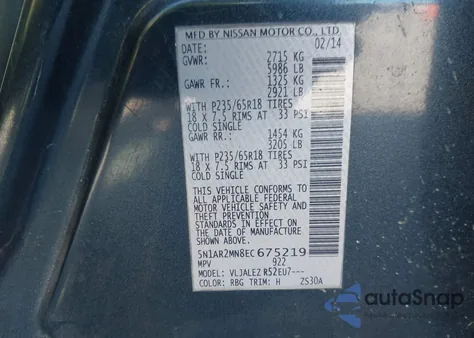 MFD BY NISSAN MOTOR CO., LTD.
02/14
GVWR: 2715 KG
5986 LB
GAWR FR.: 1325 KG
2921 LB
WITH P235/65R18 TIRES
18 X 7.5 RIMS AT 33 PSI
COLD SINGLE
GAWR RR.: 1454 KG
3205 LB
WITH P235/65R18 TIRES
18 X 7.5 RIMS AT 33 PSI
COLD SINGLE
THIS VEHICLE CONFORMS TO
ALL APPLICABLE FEDERAL
MOTOR VEHICLE SAFETY
AND THEFT PREVENTION
STANDARDS IN EFFECT ON THE
DATE OF MANUFACTURE SHOWN ABOVE.
5N1AR2MN8EC675219
MPV 922
MODEL: VLJALEZ R52EU7---
COLOR: RBG TRIM: H ZS30A
autoSnap